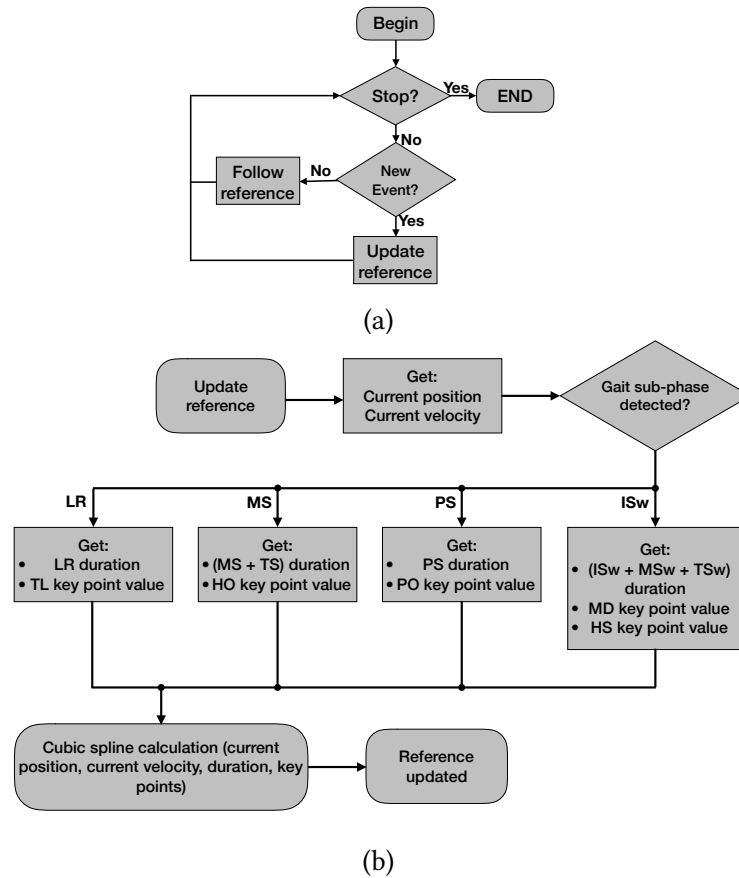 Begin
Stop?
Yes
END
No
New
Event?
No
Follow
reference
Yes
Update
reference
(a)
Update
reference
Get:
Current position
Current velocity
Gait sub-phase
detected?
LR
MS
PS
ISw
Get:
• LR duration
• TL key point value
Get:
• (MS + TS) duration
• HO key point value
Get:
• PS duration
• PO key point value
Get:
• (ISw + MSw + TSw)
duration
• MD key point value
• HS key point value
Cubic spline calculation (current
position, current velocity, duration, key
points)
Reference
updated
(b)